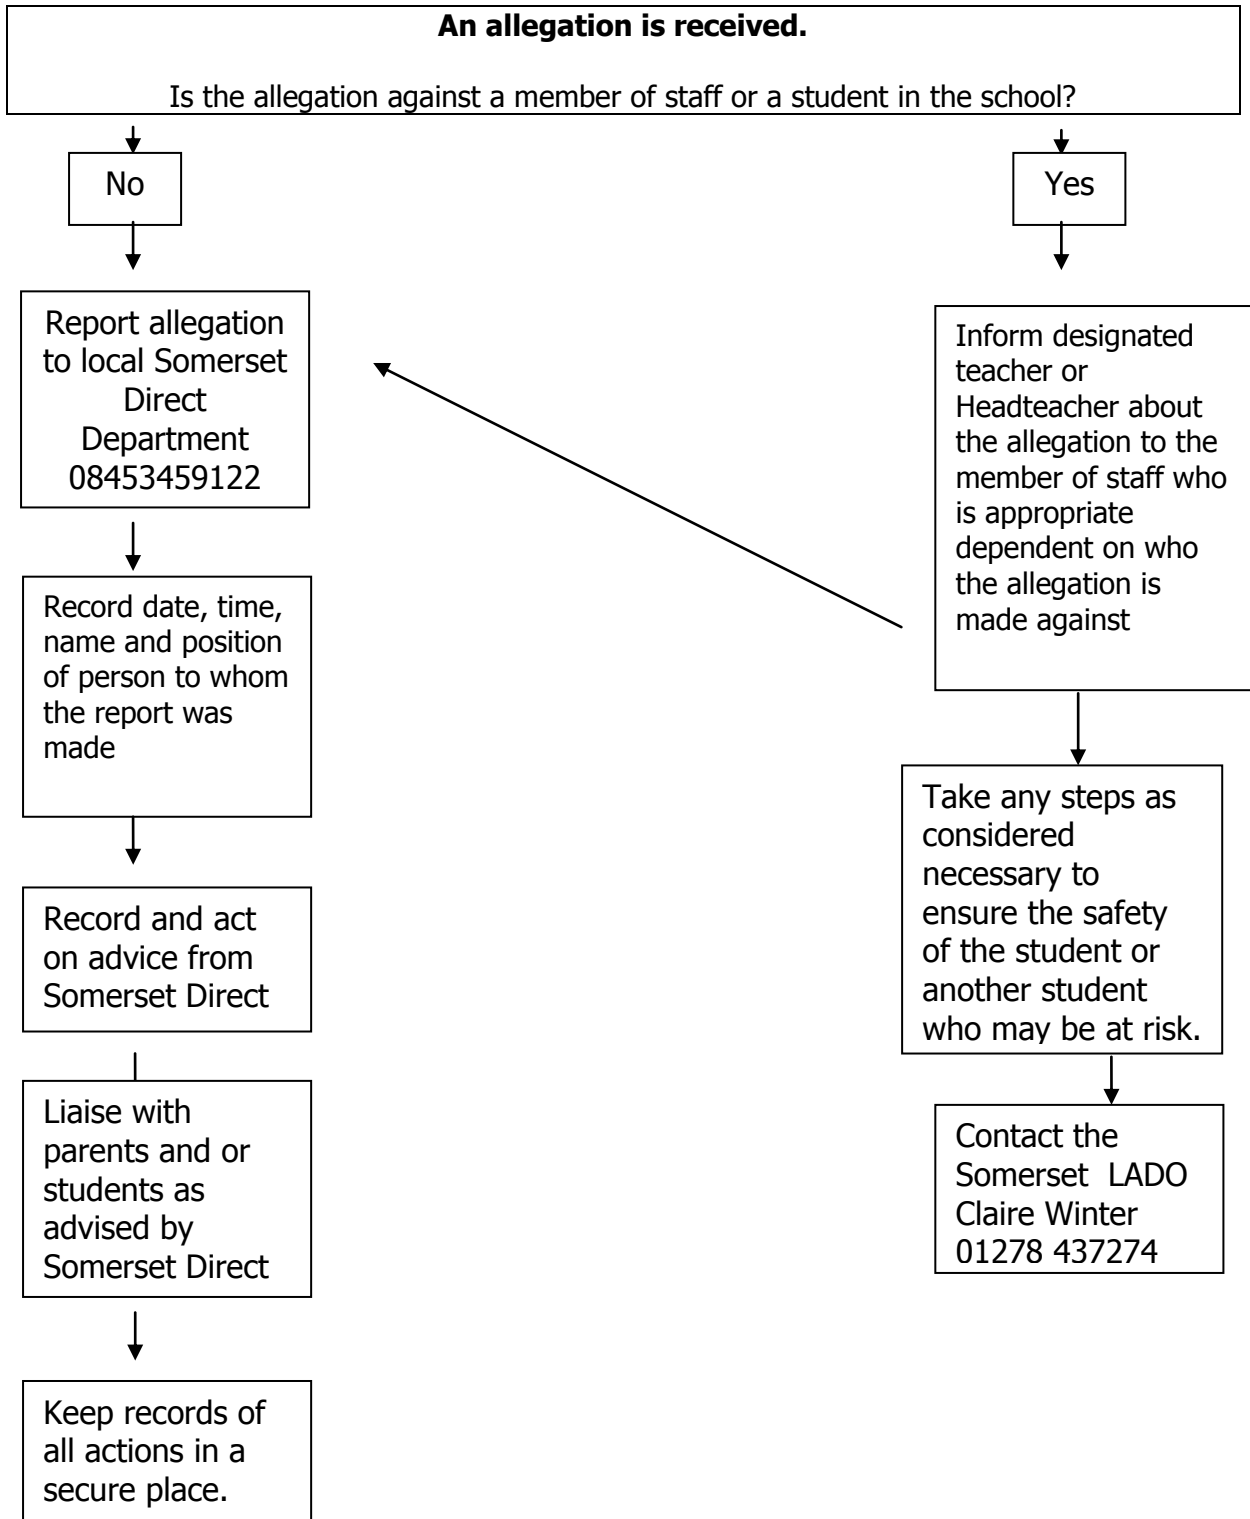 An allegation is received.
Is the allegation against a member of staff or a student in the school?
No
Yes
Report allegation
to local Somerset
Direct
Department
08453459122
Inform designated
teacher or
Headteacher about
the allegation to the
member of staff who
is appropriate
dependent on who
the allegation is
made against
Record date, time,
name and position
of person to whom
the report was
made
Take any steps as
considered
necessary to
ensure the safety
of the student or
another student
who may be at risk.
Record and act
on advice from
Somerset Direct
Liaise with
parents and or
students as
advised by
Somerset Direct
Contact the
Somerset  LADO
Claire Winter
01278 437274
Keep records of
all actions in a
secure place.